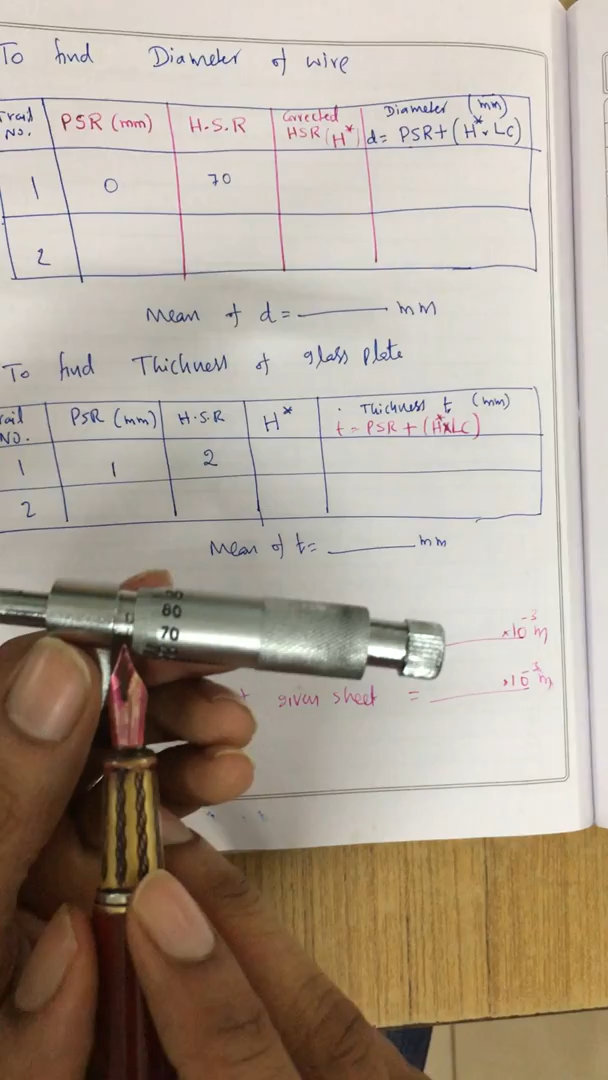 To find Diameter of wire
Trail No. PSR (mm) H.S.R Corrected HSR (H*) Diameter (mm) d= PSR+(H*×LC)
1 0 70
2
Mean of d= mm
To find Thickness of glass plate
Trail NO. PSR (mm) H.S.R H* Thickness t (mm) t= PSR+(H*×LC)
1 1 2
2
Mean of t= mm
80
70
×10⁻³ m
given sheet = ×10⁻³ m